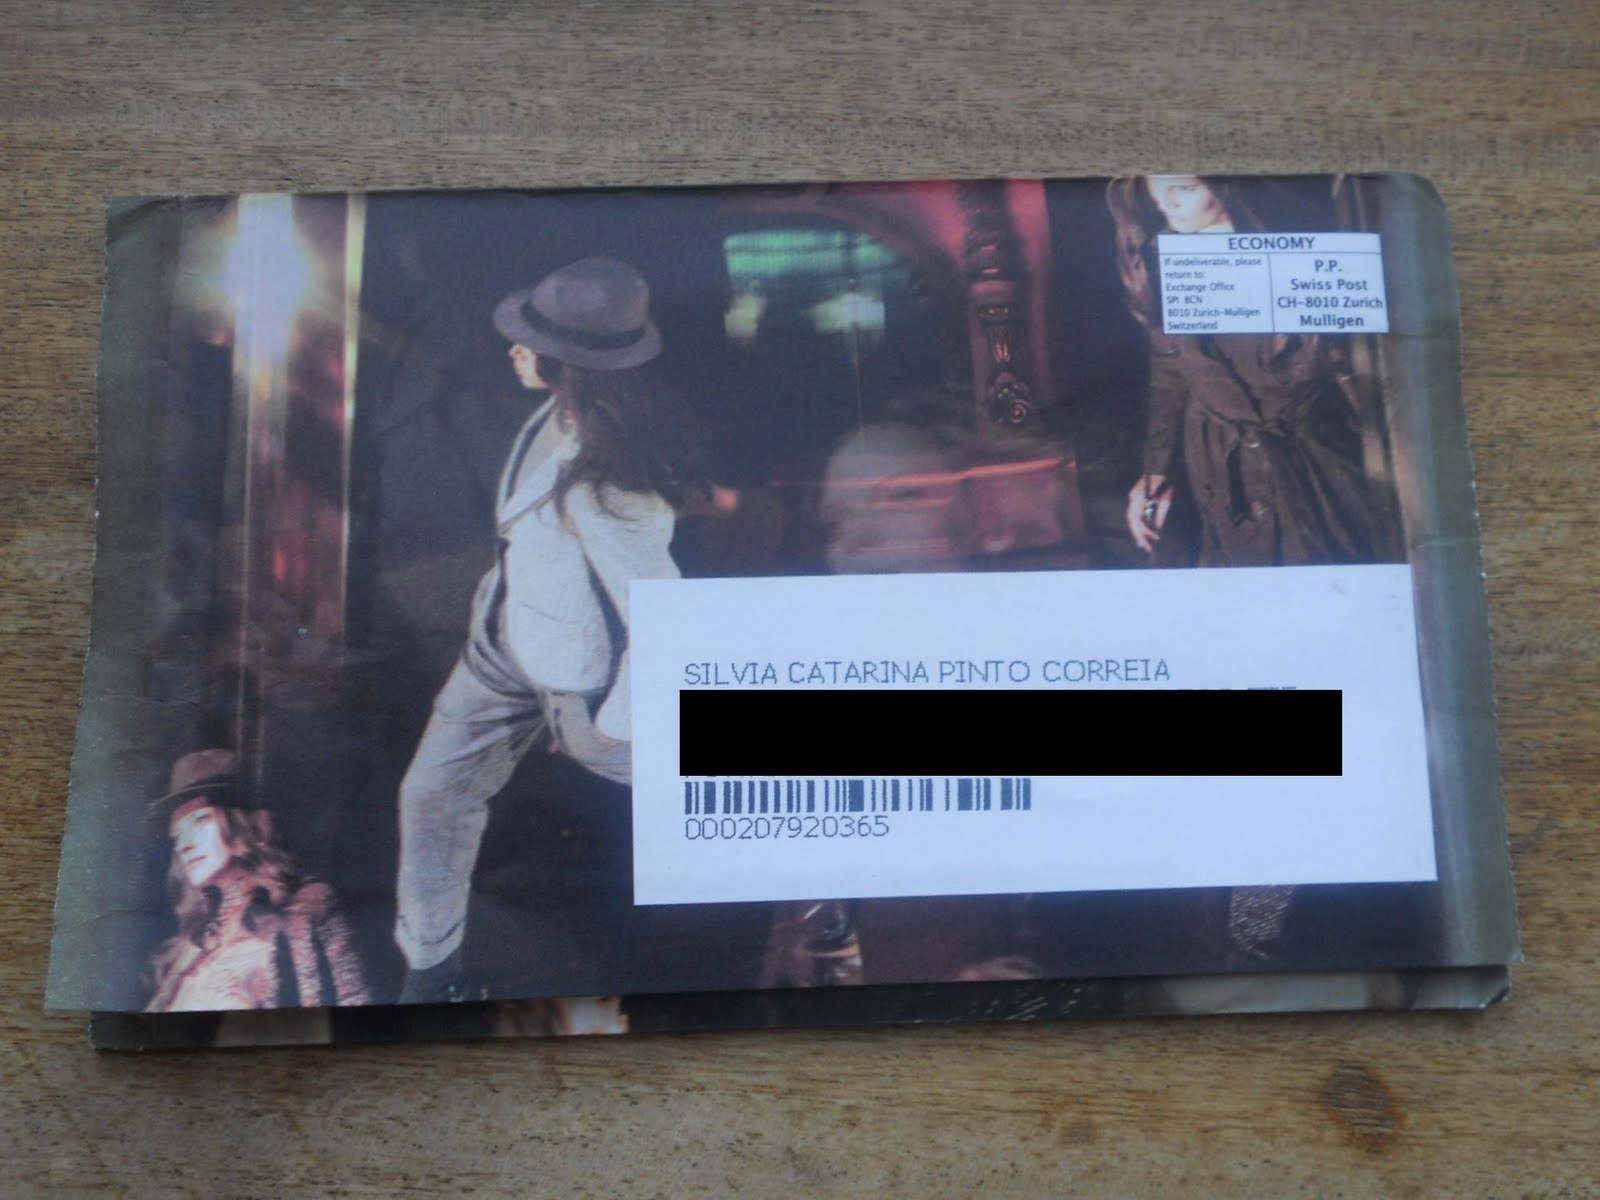 ECONOMY
If undeliverable, please
return to:
Exchange Office
SPI BCN
8010 Zurich-Mulligen
Switzerland
P.P.
Swiss Post
CH-8010 Zurich
Mulligen
SILVIA CATARINA PINTO CORREIA
000207920365